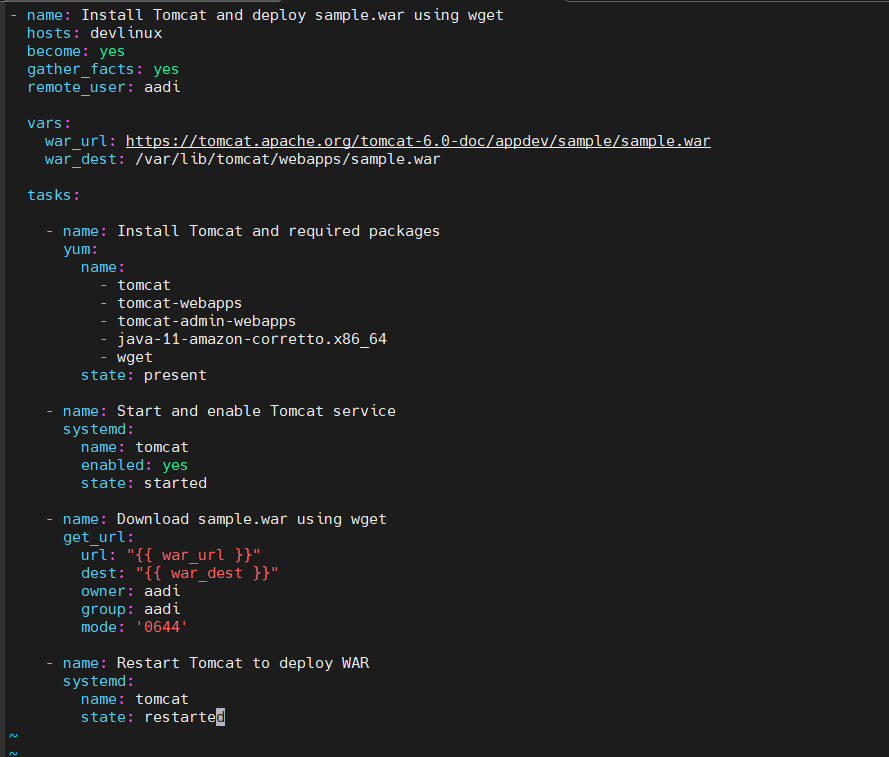 - name: Install Tomcat and deploy sample.war using wget
  hosts: devlinux
  become: yes
  gather_facts: yes
  remote_user: aadi

  vars:
    war_url: https://tomcat.apache.org/tomcat-6.0-doc/appdev/sample/sample.war
    war_dest: /var/lib/tomcat/webapps/sample.war

  tasks:

    - name: Install Tomcat and required packages
      yum:
        name:
          - tomcat
          - tomcat-webapps
          - tomcat-admin-webapps
          - java-11-amazon-corretto.x86_64
          - wget
        state: present

    - name: Start and enable Tomcat service
      systemd:
        name: tomcat
        enabled: yes
        state: started

    - name: Download sample.war using wget
      get_url:
        url: "{{ war_url }}"
        dest: "{{ war_dest }}"
        owner: aadi
        group: aadi
        mode: '0644'

    - name: Restart Tomcat to deploy WAR
      systemd:
        name: tomcat
        state: restarted
~
~